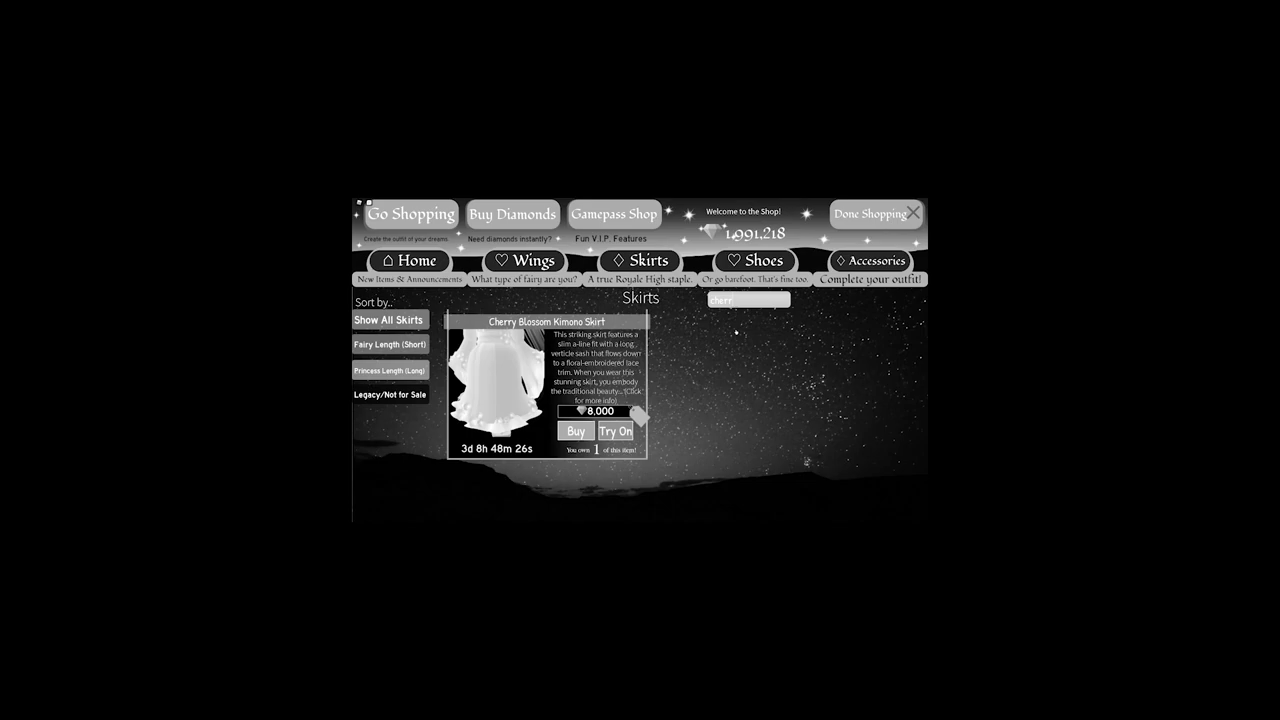 Go Shopping
Buy Diamonds
Gamepass Shop
Welcome to the Shop!
1,991,218
Done Shopping
Create the outfit of your dreams.
Need diamonds instantly?
Fun V.I.P. Features
Home
Wings
Skirts
Shoes
Accessories
New Items & Announcements
What type of fairy are you?
A true Royale High staple.
Or go barefoot. That's fine too.
Complete your outfit!
Sort by..
Skirts
cherr
Show All Skirts
Fairy Length (Short)
Princess Length (Long)
Legacy/Not for Sale
Cherry Blossom Kimono Skirt
This striking skirt features a
slim a-line fit with a long
verticle sash that flows down
to a floral-embroidered lace
trim. When you wear this
stunning skirt, you embody
the traditional beauty...(Click
for more info)
8,000
Buy
Try On
3d 8h 48m 26s
You own 1 of this item!